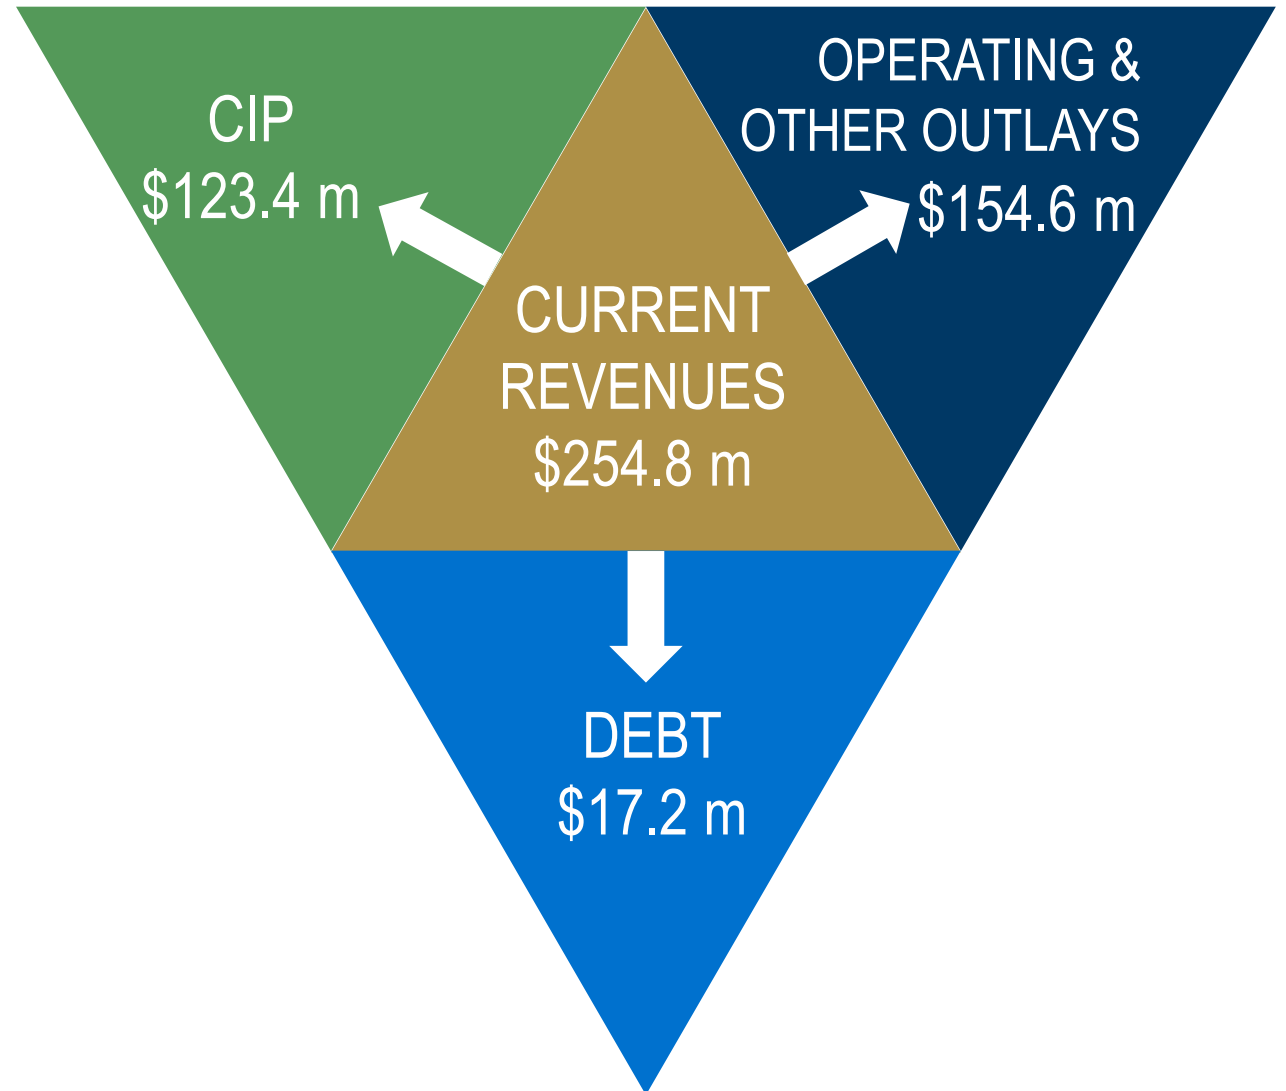 CIP
$123.4 m
OPERATING &
OTHER OUTLAYS
$154.6 m
CURRENT
REVENUES
$254.8 m
DEBT
$17.2 m